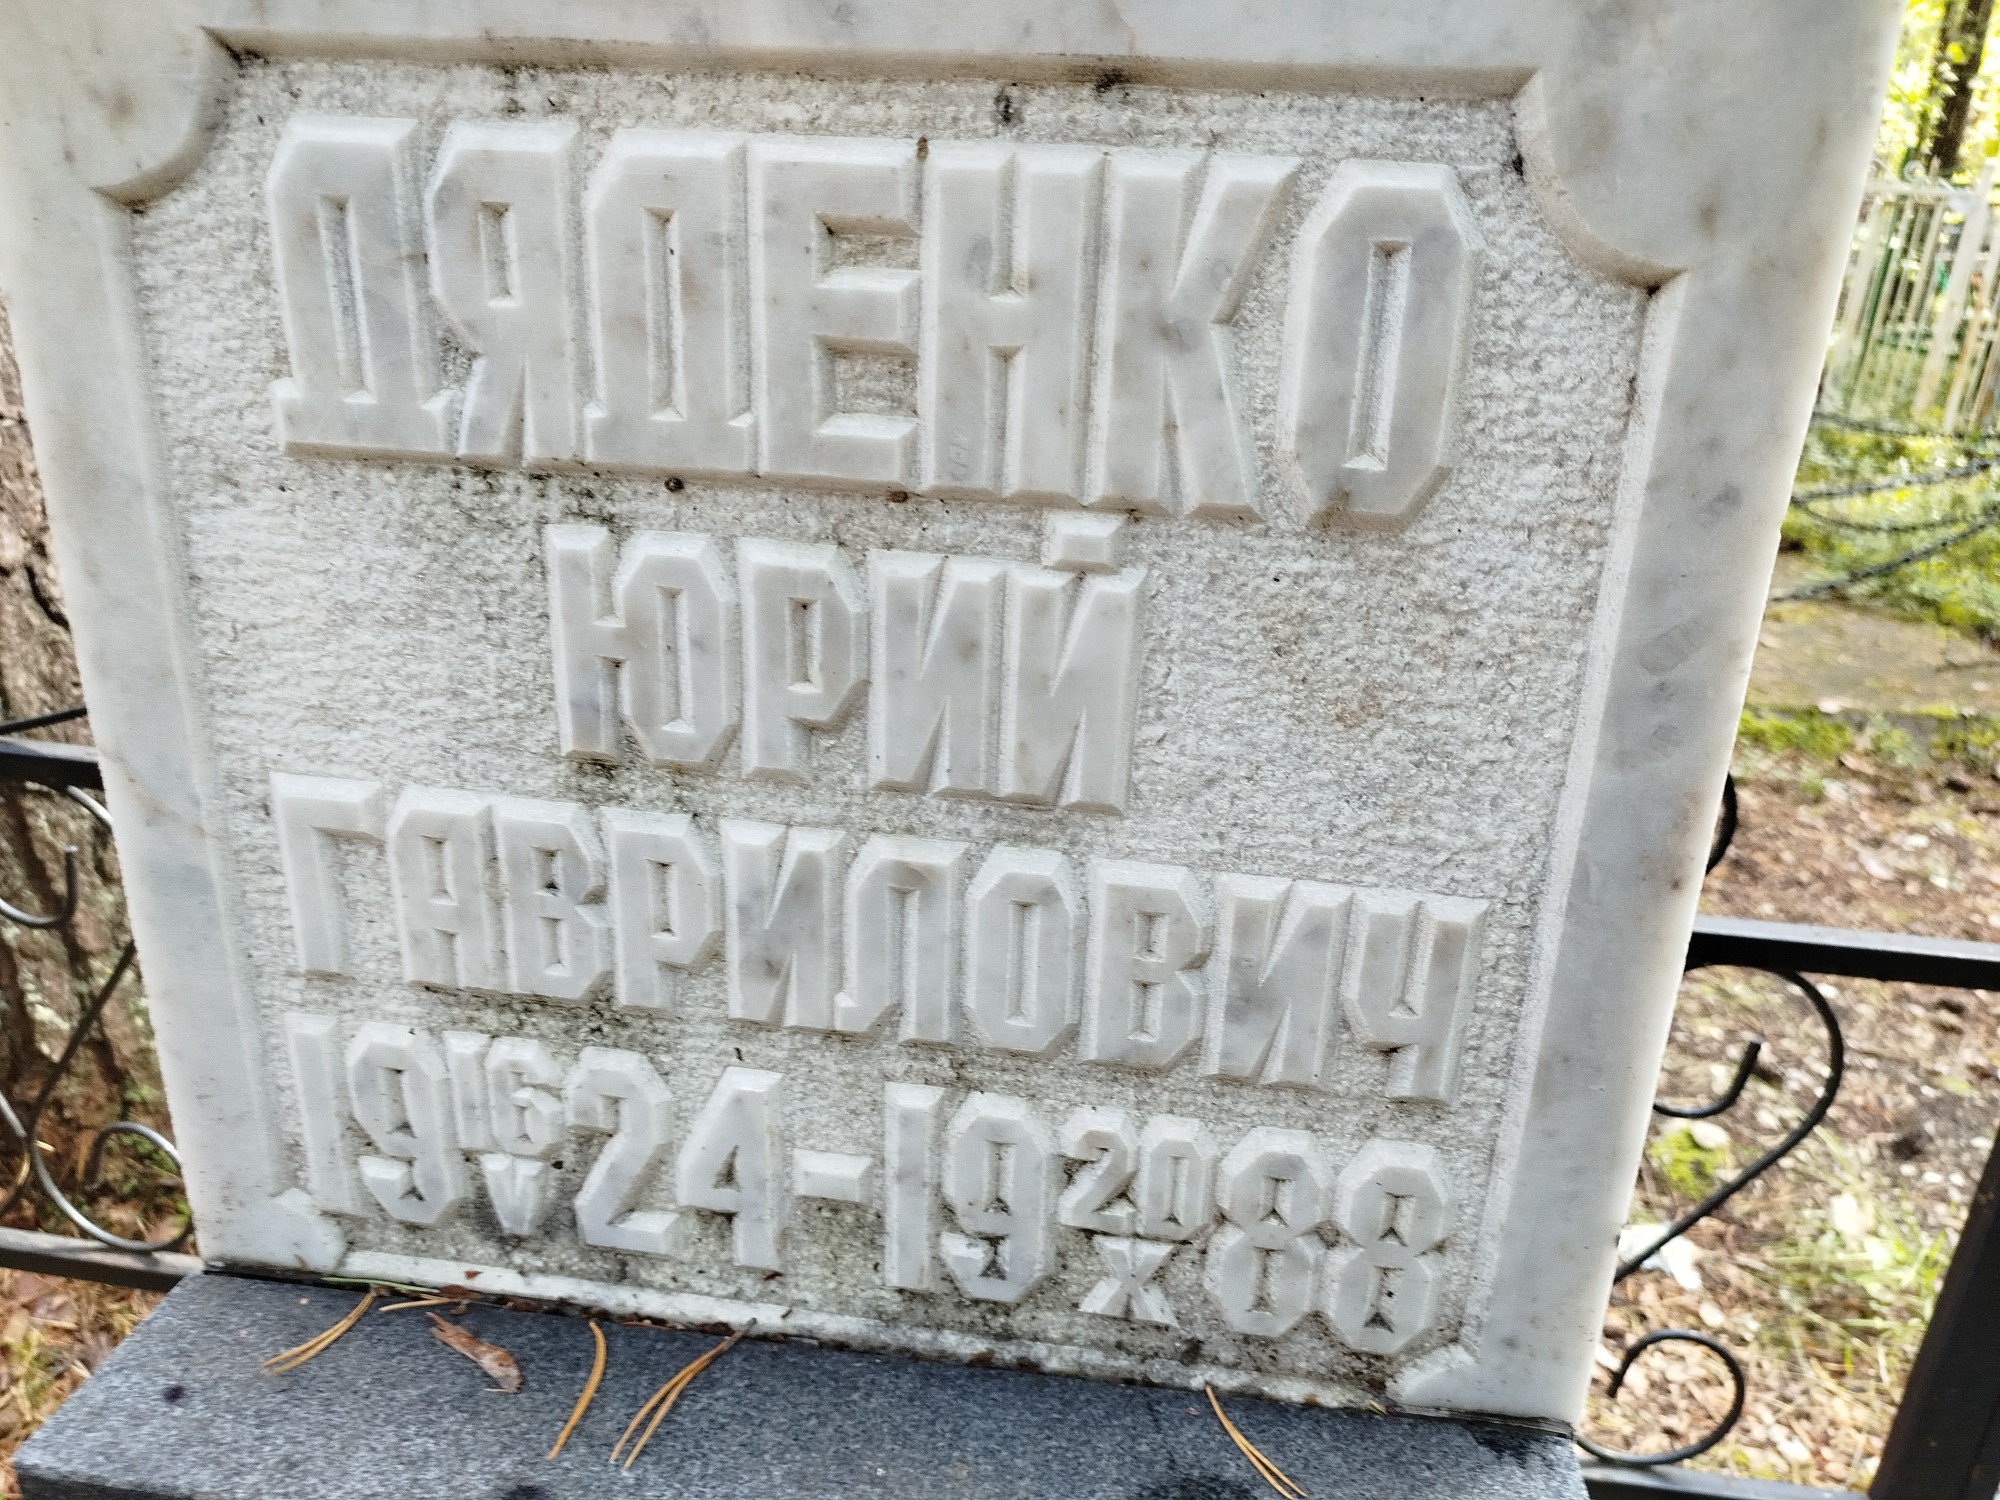 ДЯДЕНКО
ЮРИЙ
ГАВРИЛОВИЧ
19 16/V 24 - 19 20/X 88